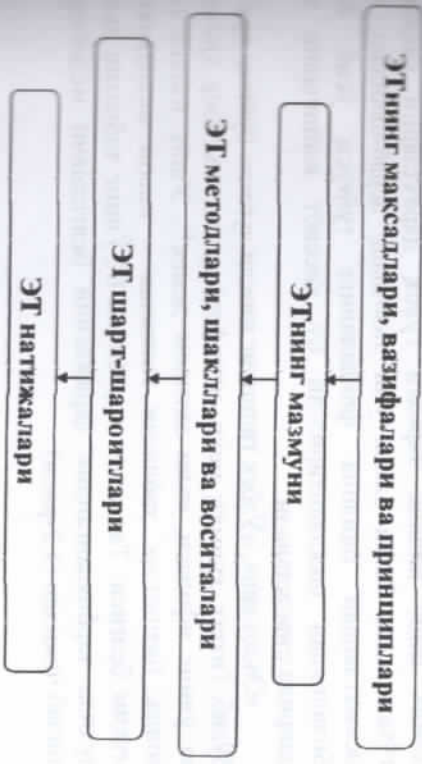 ЭТнинг мақсадлари, вазифалари ва принциплари
ЭТнинг мазмуни
ЭТ методлари, шакллари ва воситалари
ЭТ шарт-шароитлари
ЭТ натижалари